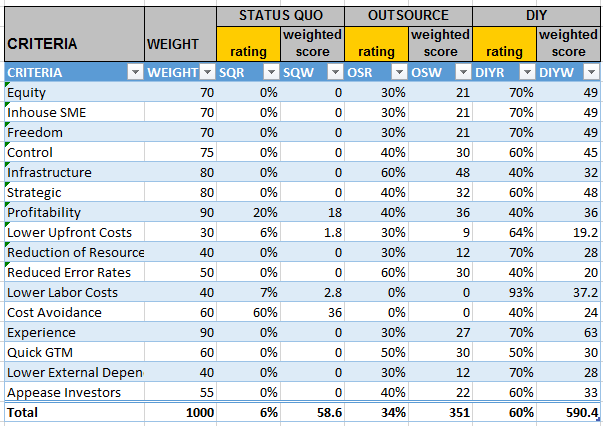 STATUS QUO OUTSOURCE DIY
CRITERIA WEIGHT rating weighted score rating weighted score rating weighted score
CRITERIA WEIGHT SQR SQW OSR OSW DIYR DIYW
Equity 70 0% 0 30% 21 70% 49
Inhouse SME 70 0% 0 30% 21 70% 49
Freedom 70 0% 0 30% 21 70% 49
Control 75 0% 0 40% 30 60% 45
Infrastructure 80 0% 0 60% 48 40% 32
Strategic 80 0% 0 40% 32 60% 48
Profitability 90 20% 18 40% 36 40% 36
Lower Upfront Costs 30 6% 1.8 30% 9 64% 19.2
Reduction of Resource 40 0% 0 30% 12 70% 28
Reduced Error Rates 50 0% 0 60% 30 40% 20
Lower Labor Costs 40 7% 2.8 0% 0 93% 37.2
Cost Avoidance 60 60% 36 0% 0 40% 24
Experience 90 0% 0 30% 27 70% 63
Quick GTM 60 0% 0 50% 30 50% 30
Lower External Depen 40 0% 0 30% 12 70% 28
Appease Investors 55 0% 0 40% 22 60% 33
Total 1000 6% 58.6 34% 351 60% 590.4